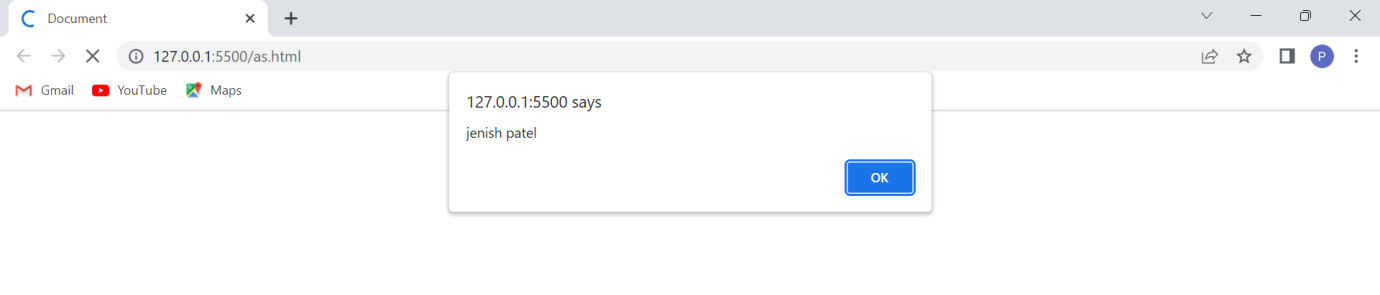 Document
127.0.0.1:5500/as.html
P
Gmail YouTube Maps
127.0.0.1:5500 says
jenish patel
OK